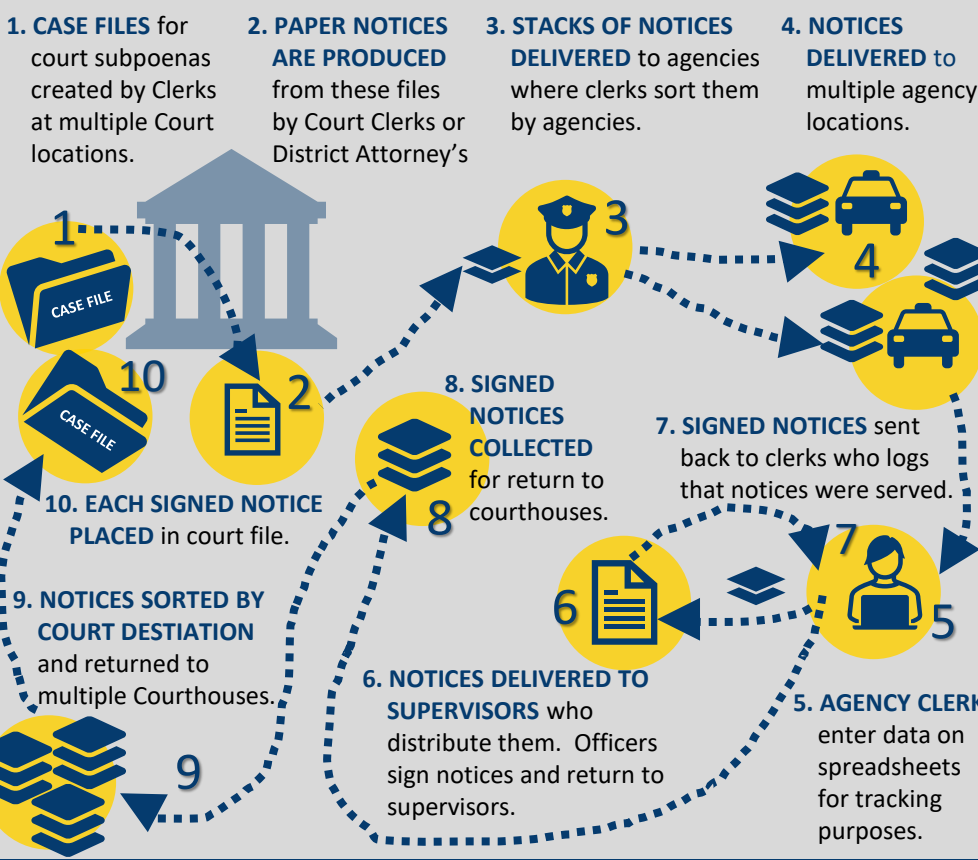 1. CASE FILES for
court subpoenas
created by Clerks
at multiple Court
locations.
2. PAPER NOTICES
ARE PRODUCED
from these files
by Court Clerks or
District Attorney's
3. STACKS OF NOTICES
DELIVERED to agencies
where clerks sort them
by agencies.
4. NOTICES
DELIVERED to
multiple agency
locations.
1
CASE FILE
2
3
4
10
CASE FILE
10. EACH SIGNED NOTICE
PLACED in court file.
8. SIGNED
NOTICES
COLLECTED
for return to
courthouses.
8
7. SIGNED NOTICES sent
back to clerks who logs
that notices were served.
7
6
5
9. NOTICES SORTED BY
COURT DESTIATION
and returned to
multiple Courthouses.
9
6. NOTICES DELIVERED TO
SUPERVISORS who
distribute them. Officers
sign notices and return to
supervisors.
5. AGENCY CLERK
enter data on
spreadsheets
for tracking
purposes.